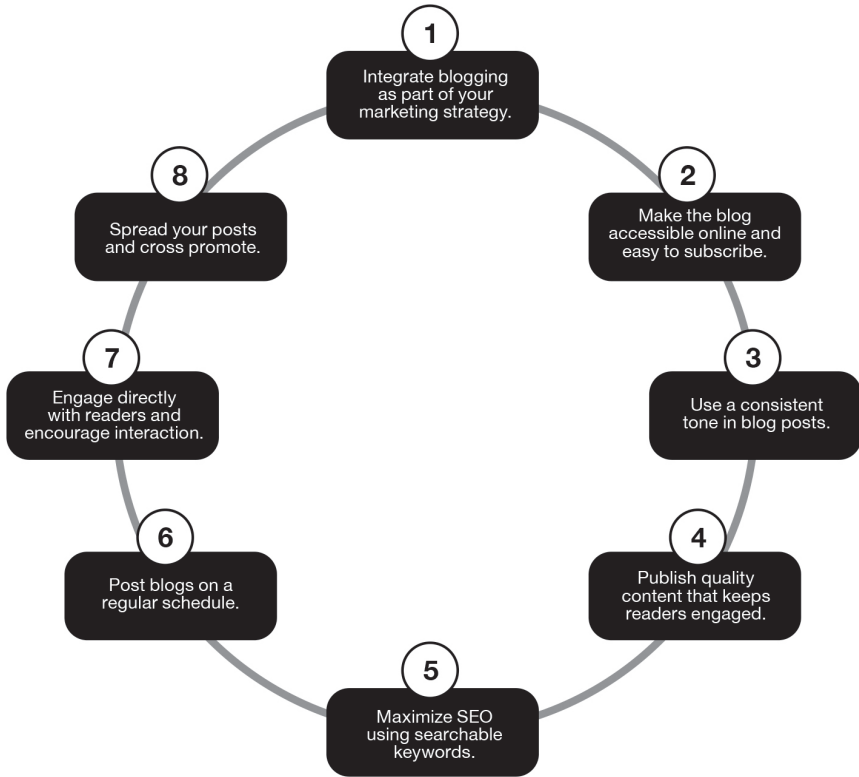 1
Integrate blogging
as part of your
marketing strategy.
2
Make the blog
accessible online and
easy to subscribe.
3
Use a consistent
tone in blog posts.
4
Publish quality
content that keeps
readers engaged.
5
Maximize SEO
using searchable
keywords.
6
Post blogs on a
regular schedule.
7
Engage directly
with readers and
encourage interaction.
8
Spread your posts
and cross promote.